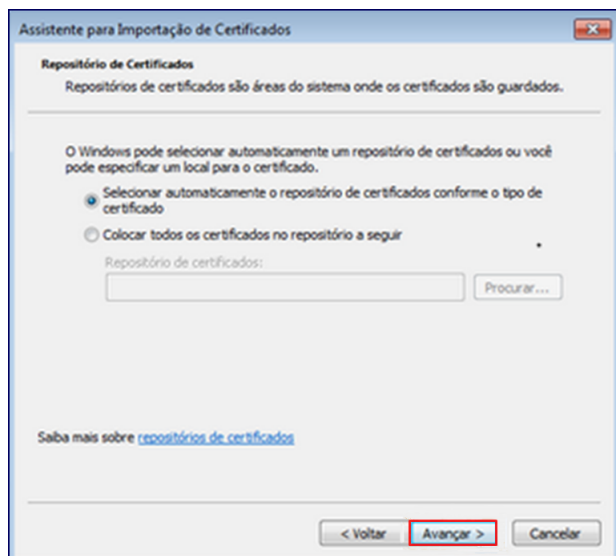 Assistente para Importação de Certificados
Repositório de Certificados
Repositórios de certificados são áreas do sistema onde os certificados são guardados.
O Windows pode selecionar automaticamente um repositório de certificados ou você
pode especificar um local para o certificado.
Selecionar automaticamente o repositório de certificados conforme o tipo de
certificado
Colocar todos os certificados no repositório a seguir
Repositório de certificados:
Procurar...
Saiba mais sobre repositórios de certificados
< Voltar Avançar > Cancelar